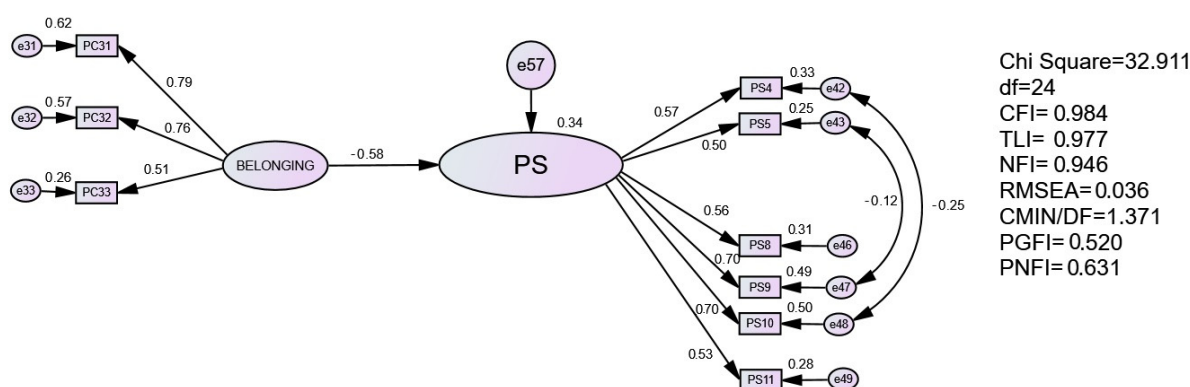 0.62
e31
PC31
0.79
0.57
e32
PC32
0.76
0.26
e33
PC33
0.51
BELONGING
-0.58
e57
0.34
PS
0.57
PS4
0.33
e42
0.50
PS5
0.25
e43
0.56
PS8
0.31
e46
0.70
PS9
0.49
e47
0.70
PS10
0.50
e48
0.53
PS11
0.28
e49
-0.12
-0.25
Chi Square=32.911
df=24
CFI= 0.984
TLI= 0.977
NFI= 0.946
RMSEA=0.036
CMIN/DF=1.371
PGFI= 0.520
PNFI= 0.631